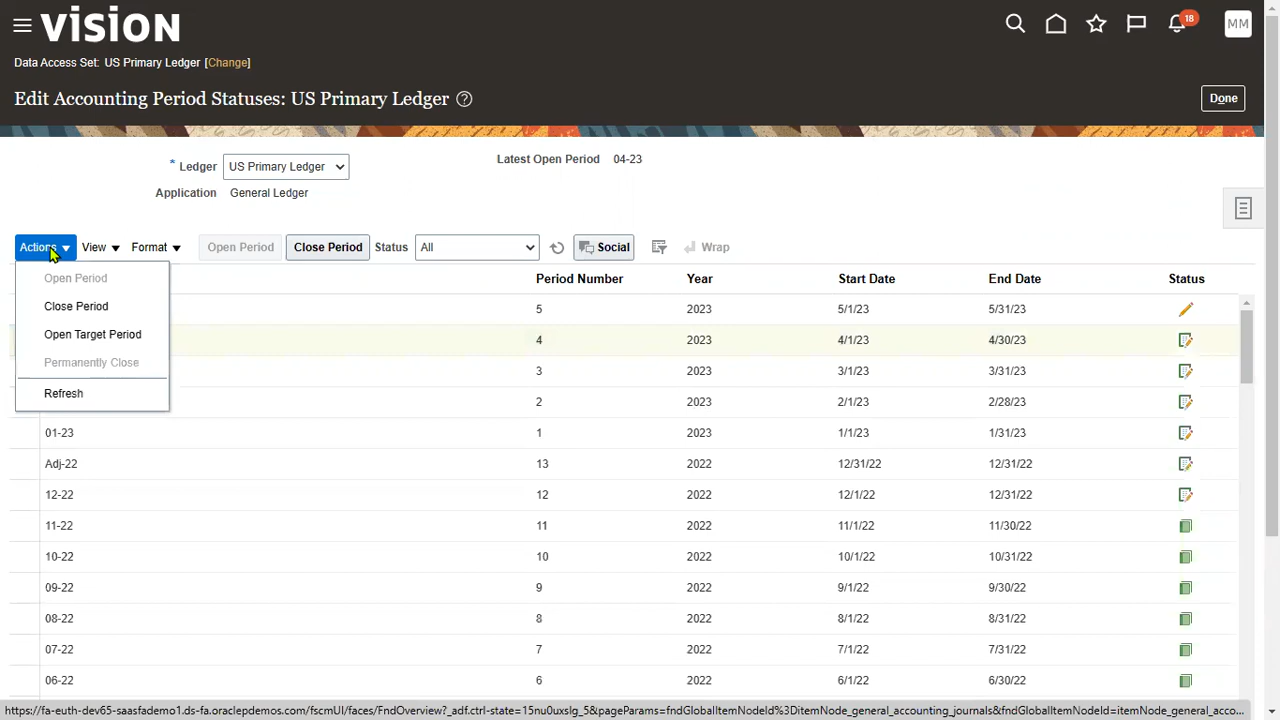 vision
18
MM
Data Access Set: US Primary Ledger [Change]
Edit Accounting Period Statuses: US Primary Ledger ?
Done
* Ledger US Primary Ledger
Latest Open Period 04-23
Application General Ledger
Actions View Format Open Period Close Period Status All Social Wrap
Open Period
Close Period
Open Target Period
Permanently Close
Refresh
Period Number Year Start Date End Date Status
5 2023 5/1/23 5/31/23
4 2023 4/1/23 4/30/23
3 2023 3/1/23 3/31/23
2 2023 2/1/23 2/28/23
01-23 1 2023 1/1/23 1/31/23
Adj-22 13 2022 12/31/22 12/31/22
12-22 12 2022 12/1/22 12/31/22
11-22 11 2022 11/1/22 11/30/22
10-22 10 2022 10/1/22 10/31/22
09-22 9 2022 9/1/22 9/30/22
08-22 8 2022 8/1/22 8/31/22
07-22 7 2022 7/1/22 7/31/22
06-22 6 2022 6/1/22 6/30/22
https://fa-euth-dev65-saasfademo1.ds-fa.oraclepdemos.com/fscmUI/faces/FndOverview?_adf.ctrl-state=15nu0uxslg_5&pageParams=fndGlobalItemNodeId%3DitemNode_general_accounting_journals&fndGlobalItemNodeId=itemNode_general_acco...